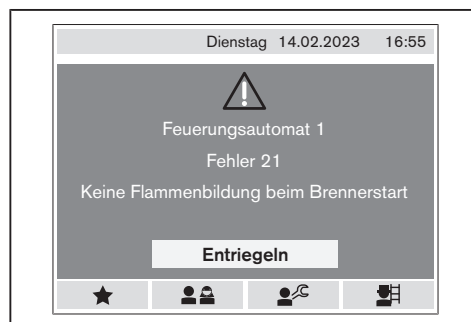 Dienstag 14.02.2023 16:55
Feuerungsautomat 1
Fehler 21
Keine Flammenbildung beim Brennerstart
Entriegeln